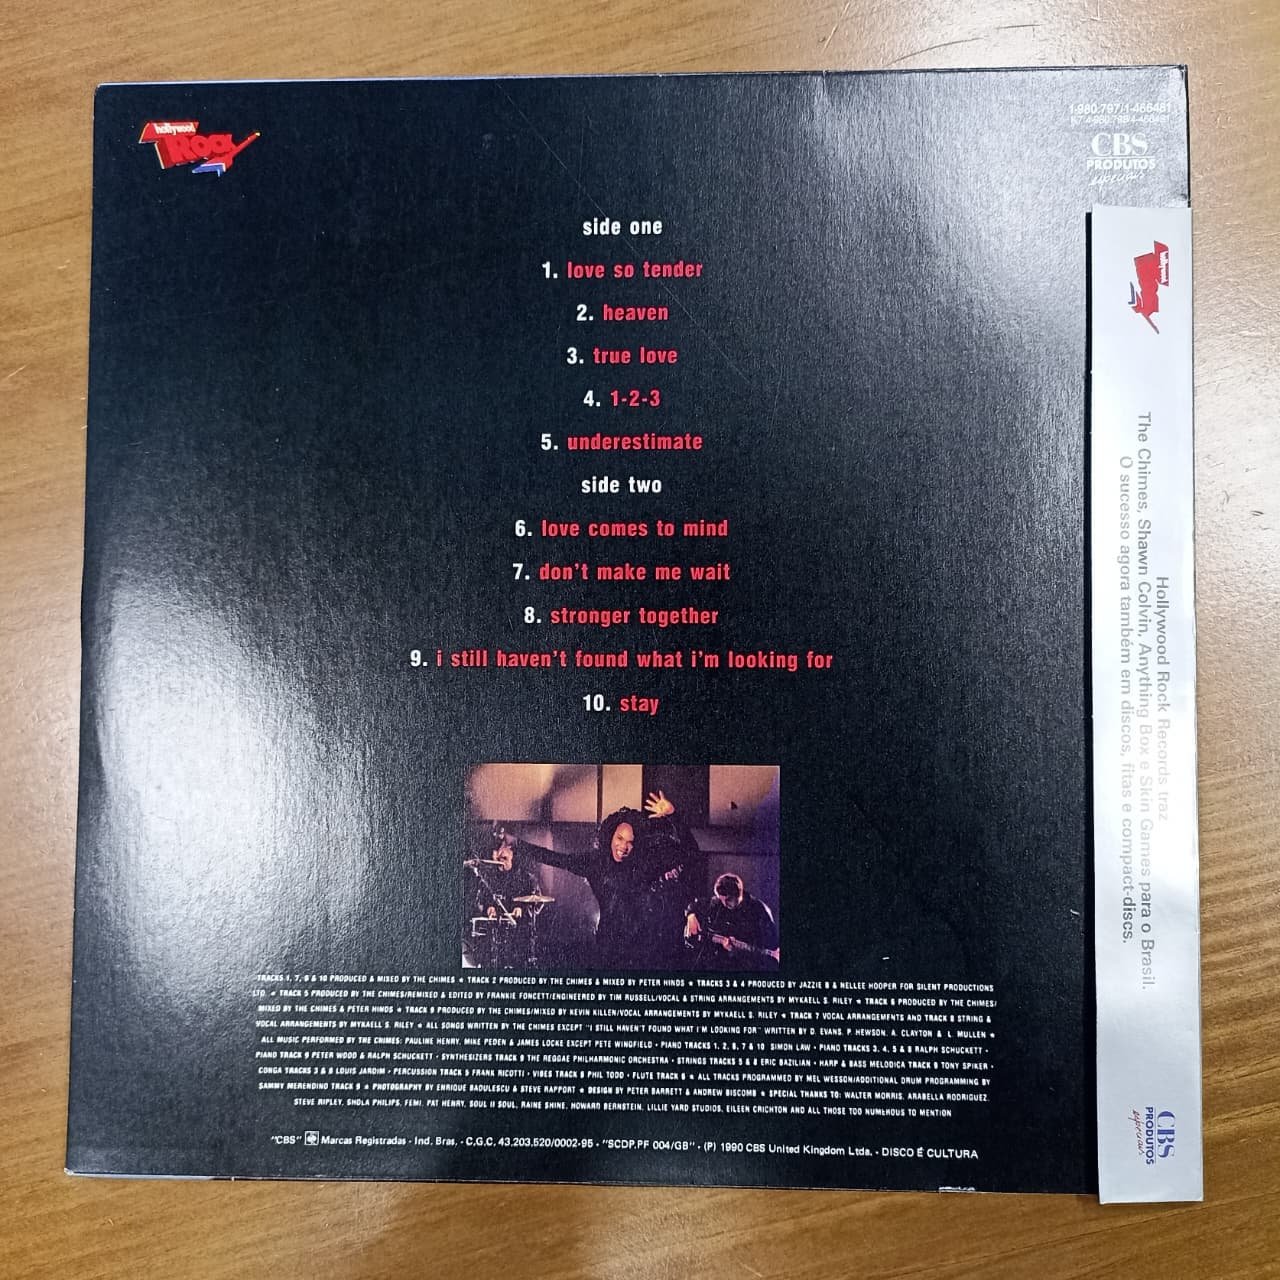 hollywood
Rock
1-980.797/1-466481
K7 4-980.798/4-466481
CBS
PRODUTOS
especiais
side one
1. love so tender
2. heaven
3. true love
4. 1-2-3
5. underestimate
side two
6. love comes to mind
7. don't make me wait
8. stronger together
9. i still haven't found what i'm looking for
10. stay
TRACKS 1, 7, 8 & 10 PRODUCED & MIXED BY THE CHIMES • TRACK 2 PRODUCED BY THE CHIMES & MIXED BY PETER HINDS • TRACKS 3 & 4 PRODUCED BY JAZZIE B & NELLEE HOOPER FOR SILENT PRODUCTIONS
LTD • TRACK 5 PRODUCED BY THE CHIMES/REMIXED & EDITED BY FRANKIE FONCETT/ENGINEERED BY TIM RUSSELL/VOCAL & STRING ARRANGEMENTS BY MYKAELL S. RILEY • TRACK 6 PRODUCED BY THE CHIMES/
MIXED BY THE CHIMES & PETER HINDS • TRACK 9 PRODUCED BY THE CHIMES/MIXED BY KEVIN KILLEN/VOCAL ARRANGEMENTS BY MYKAELL S. RILEY • TRACK 7 VOCAL ARRANGEMENTS AND TRACK 8 STRING &
VOCAL ARRANGEMENTS BY MYKAELL S. RILEY • ALL SONGS WRITTEN BY THE CHIMES EXCEPT "I STILL HAVEN'T FOUND WHAT I'M LOOKING FOR" WRITTEN BY D. EVANS, P. HEWSON, A. CLAYTON & L. MULLEN •
ALL MUSIC PERFORMED BY THE CHIMES: PAULINE HENRY, MIKE PEDEN & JAMES LOCKE EXCEPT PETE WINGFIELD • PIANO TRACKS 1, 2, 6, 7 & 10 SIMON LAW • PIANO TRACKS 3, 4, 5 & 8 RALPH SCHUCKETT •
PIANO TRACK 9 PETER WOOD & RALPH SCHUCKETT • SYNTHESIZERS TRACK 9 THE REGGAE PHILHARMONIC ORCHESTRA • STRINGS TRACKS 5 & 8 ERIC BAZILIAN • HARP & BASS MELODICA TRACK 9 TONY SPIKER •
CONGA TRACKS 3 & 8 LOUIS JARDIM • PERCUSSION TRACK 5 FRANK RICOTTI • VIBES TRACK 5 PHIL TODD • FLUTE TRACK 6 • ALL TRACKS PROGRAMMED BY MEL WESSON/ADDITIONAL DRUM PROGRAMMING BY
SAMMY MERENDINO TRACK 9 • PHOTOGRAPHY BY ENRIQUE BADULESCU & STEVE RAPPORT • DESIGN BY PETER BARRETT & ANDREW BISCOMB • SPECIAL THANKS TO: WALTER MORRIS, ARABELLA RODRIGUEZ,
STEVE RIPLEY, SHOLA PHILIPS, FEMI, PAT HENRY, SOUL II SOUL, RAINE SHINE, HOWARD BERNSTEIN, LILLIE YARD STUDIOS, EILEEN CRICHTON AND ALL THOSE TOO NUMEROUS TO MENTION
"CBS" Marcas Registradas - Ind. Bras. - C.G.C. 43.203.520/0002-95 - "SCDP.PF 004/GB" - (P) 1990 CBS United Kingdom Ltda. - DISCO É CULTURA
hollywood
Rock
Hollywood Rock Records traz
The Chimes, Shawn Colvin, Anything Box e Skin Games para o Brasil.
O sucesso agora também em discos, fitas e compact-discs.
CBS
PRODUTOS
especiais